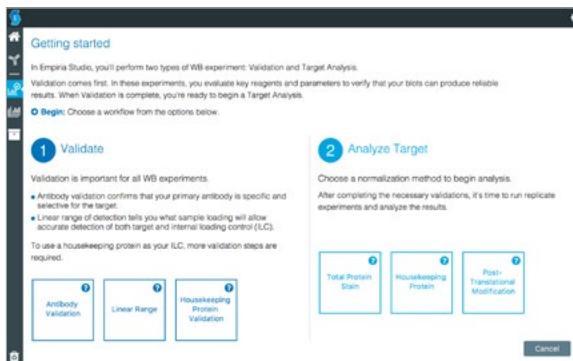 Getting started
In Empiria Studio, you'll perform two types of WB experiment: Validation and Target Analysis.
Validation comes first. In these experiments, you evaluate key reagents and parameters to verify that your blots can produce reliable
results. When Validation is complete, you're ready to begin a Target Analysis.
Begin: Choose a workflow from the options below.
1 Validate
Validation is important for all WB experiments.
• Antibody validation confirms that your primary antibody is specific and
selective for the target.
• Linear range of detection tells you what sample loading will allow
accurate detection of both target and internal loading control (ILC).
To use a housekeeping protein as your ILC, more validation steps are
required.
?
Antibody
Validation
?
Linear Range
?
Housekeeping
Protein
Validation
2 Analyze Target
Choose a normalization method to begin analysis.
After completing the necessary validations, it's time to run replicate
experiments and analyze the results.
?
Total Protein
Stain
?
Housekeeping
Protein
?
Post-
Translational
Modification
Cancel